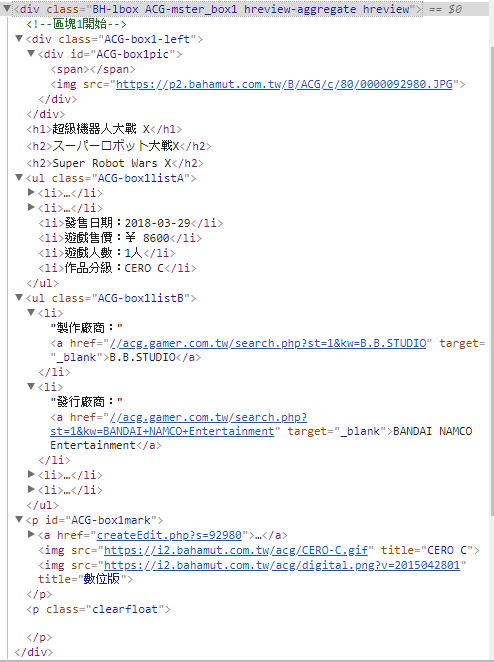 ▼<div class="BH-lbox ACG-mster_box1 hreview-aggregate hreview"> == $0
<!--區塊1開始-->
▼<div class="ACG-box1-left">
▼<div id="ACG-box1pic">
<span></span>
<img src="https://p2.bahamut.com.tw/B/ACG/c/80/0000092980.JPG">
</div>
</div>
<h1>超級機器人大戰 X</h1>
<h2>スーパーロボット大戦X</h2>
<h2>Super Robot Wars X</h2>
▼<ul class="ACG-box1listA">
▶<li>…</li>
▶<li>…</li>
<li>發售日期：2018-03-29</li>
<li>遊戲售價：￥ 8600</li>
<li>遊戲人數：1人</li>
<li>作品分級：CERO C</li>
</ul>
▼<ul class="ACG-box1listB">
▼<li>
"製作廠商："
<a href="//acg.gamer.com.tw/search.php?st=1&kw=B.B.STUDIO" target=
"_blank">B.B.STUDIO</a>
</li>
▼<li>
"發行廠商："
<a href="//acg.gamer.com.tw/search.php?
st=1&kw=BANDAI+NAMCO+Entertainment" target="_blank">BANDAI NAMCO
Entertainment</a>
</li>
▶<li>…</li>
▶<li>…</li>
</ul>
▼<p id="ACG-box1mark">
▶<a href="createEdit.php?s=92980">…</a>
<img src="https://i2.bahamut.com.tw/acg/CERO-C.gif" title="CERO C">
<img src="https://i2.bahamut.com.tw/acg/digital.png?v=2015042801"
title="數位版">
</p>
<p class="clearfloat">
</p>
</div>